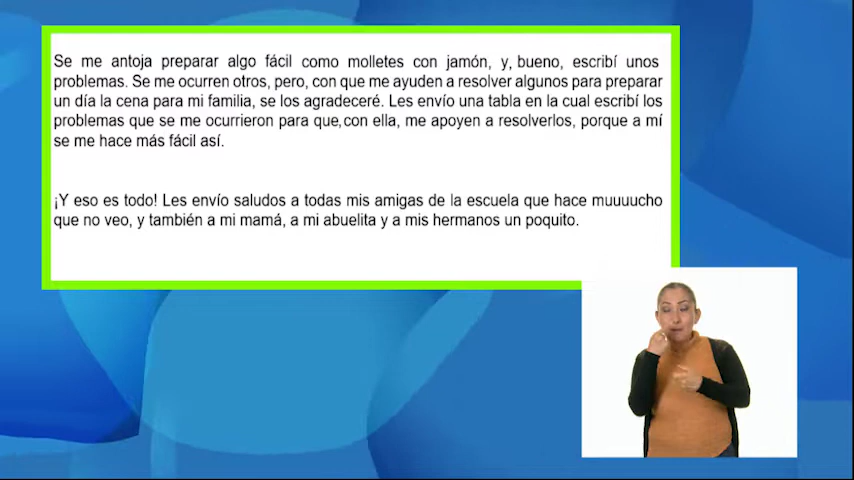 Se me antoja preparar algo fácil como molletes con jamón, y, bueno, escribí unos
problemas. Se me ocurren otros, pero, con que me ayuden a resolver algunos para preparar
un día la cena para mi familia, se los agradeceré. Les envío una tabla en la cual escribí los
problemas que se me ocurrieron para que, con ella, me apoyen a resolverlos, porque a mí
se me hace más fácil así.
¡Y eso es todo! Les envío saludos a todas mis amigas de la escuela que hace muuuucho
que no veo, y también a mi mamá, a mi abuelita y a mis hermanos un poquito.